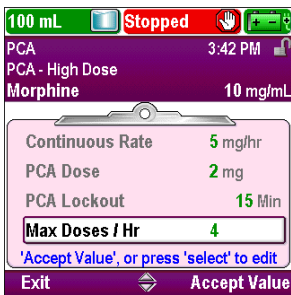 100 mL Stopped
PCA 3:42 PM
PCA - High Dose
Morphine 10 mg/mL
Continuous Rate 5 mg/hr
PCA Dose 2 mg
PCA Lockout 15 Min
Max Doses / Hr 4
'Accept Value', or press 'select' to edit
Exit Accept Value